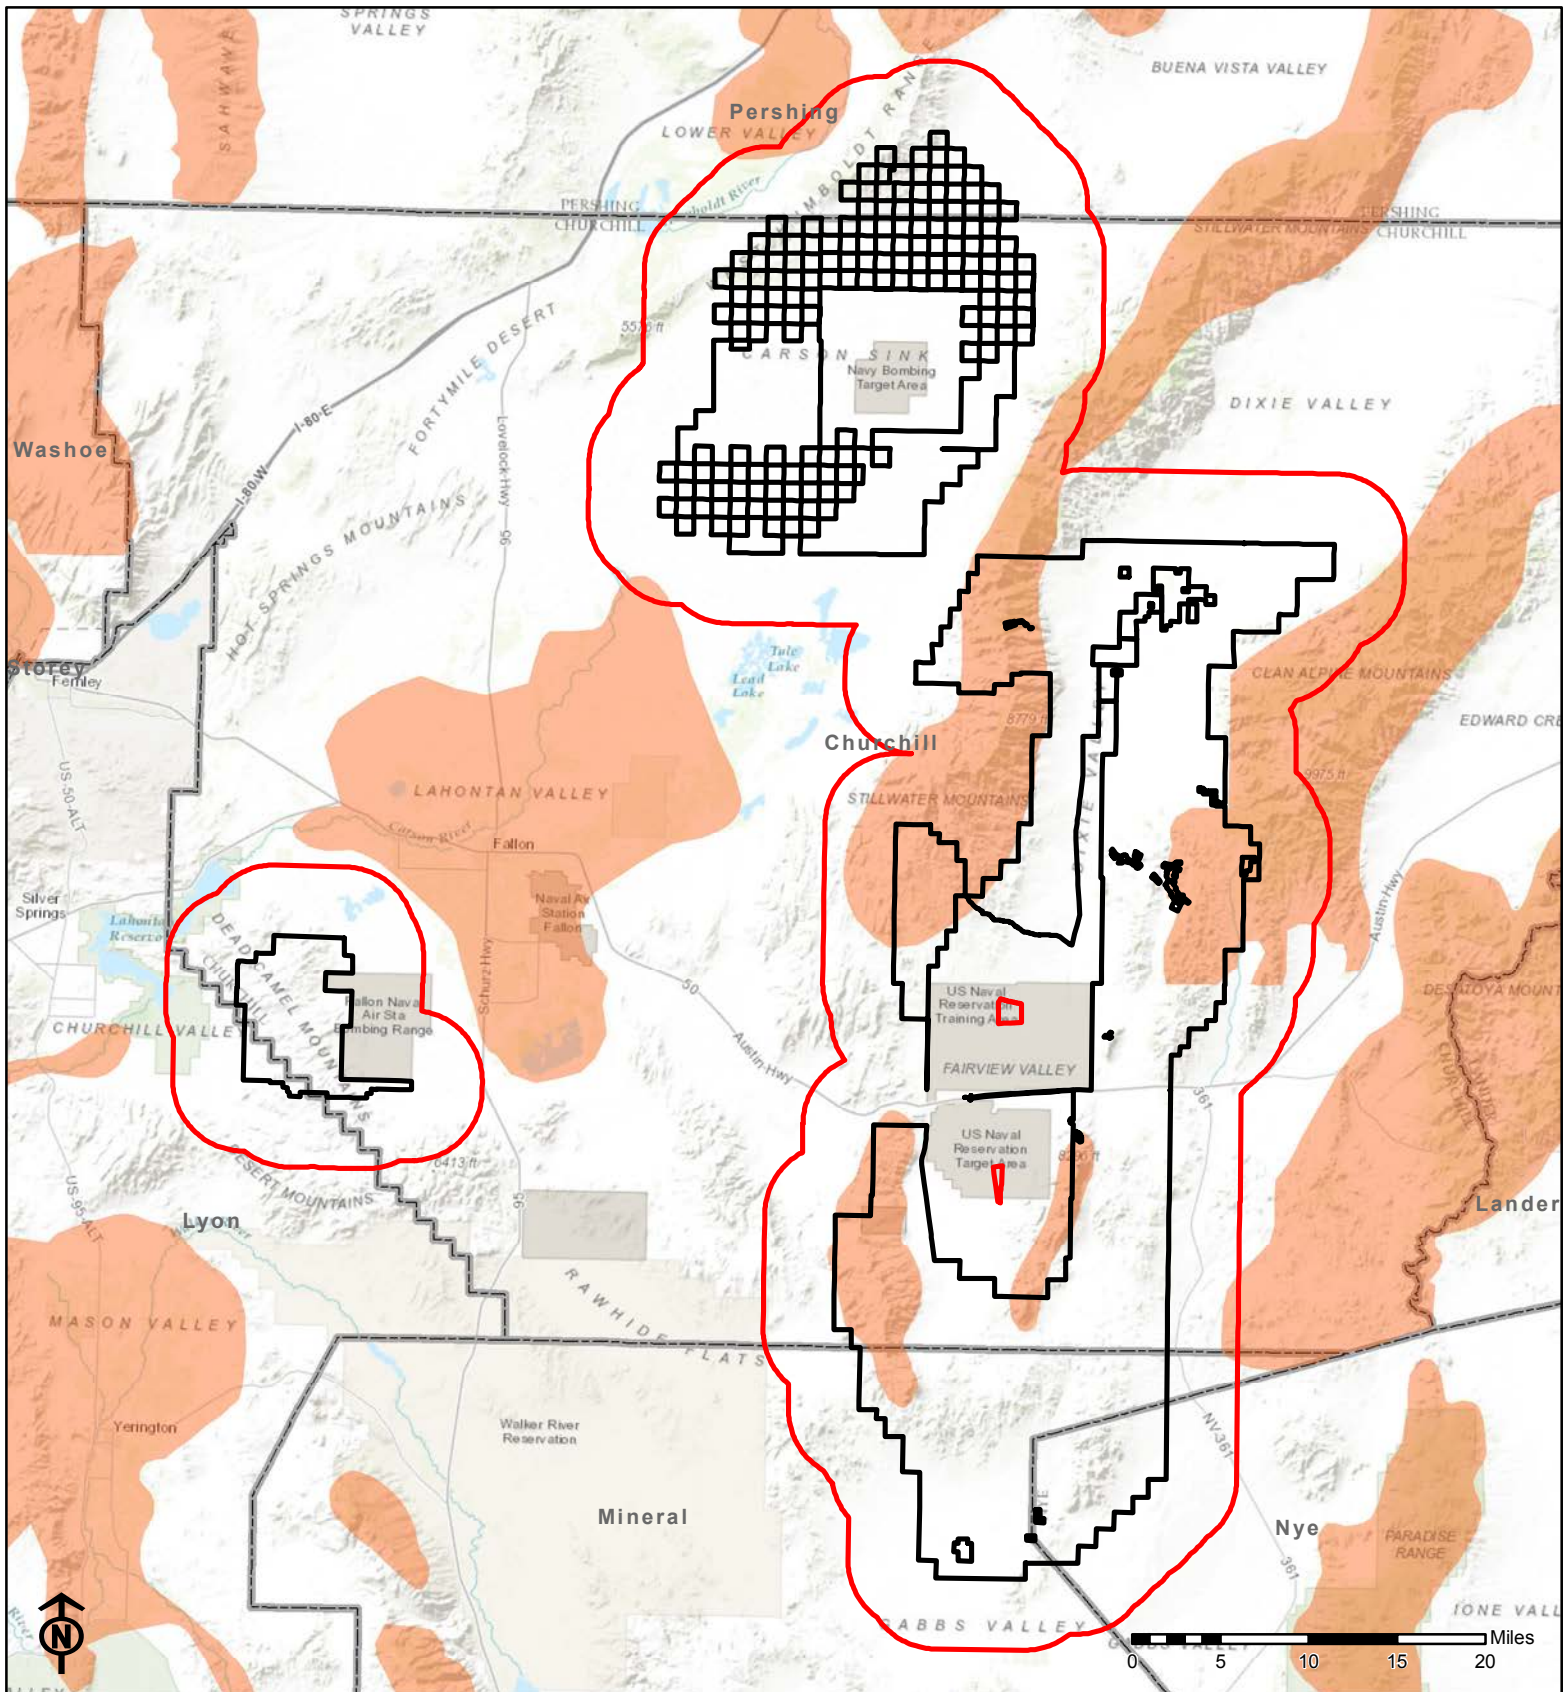 SPRINGS
VALLEY
BUENA VISTA VALLEY
SAHWAVE
Pershing
LOWER VALLEY
PERSHING
CHURCHILL
PERSHING
STILLWATER MOUNTAINS
CHURCHILL
5576 ft
FORTYMILE DESERT
CARSON SINK
Navy Bombing
Target Area
DIXIE VALLEY
I-80-E
Washoe
I-80-W
Lovelock-Hwy
95
HOT SPRINGS MOUNTAINS
Storey
Fernley
Tule
Lake
Lead
Lake
CLAN ALPINE MOUNTAINS
8779 ft
EDWARD CRE
Churchill
US-50-ALT
9975 ft
LAHONTAN VALLEY
STILLWATER MOUNTAINS
Carson River
Fallon
Silver
Springs
Naval Air
Station
Fallon
Lahontan
Reservo
DEAD CAMEL MOUNTAINS
Austin-Hwy
Schurz Hwy
50
US Naval
Reservation
Training Area
Fallon Naval
Air Sta
Bombing Range
CHURCHILL VALLEY
DESATOYA MOUNT
Austin-Hwy
FAIRVIEW VALLEY
361
US Naval
Reservation
Target Area
6413 ft
DESERT MOUNTAINS
US-95-ALT
95
Lyon
Lander
RAWHIDE FLATS
MASON VALLEY
Yerington
Walker River
Reservation
NV-361
Mineral
Nye
PARADISE
RANGE
361
IONE VALL
GABBS VALLEY
N
River
Miles
0 5 10 15 20